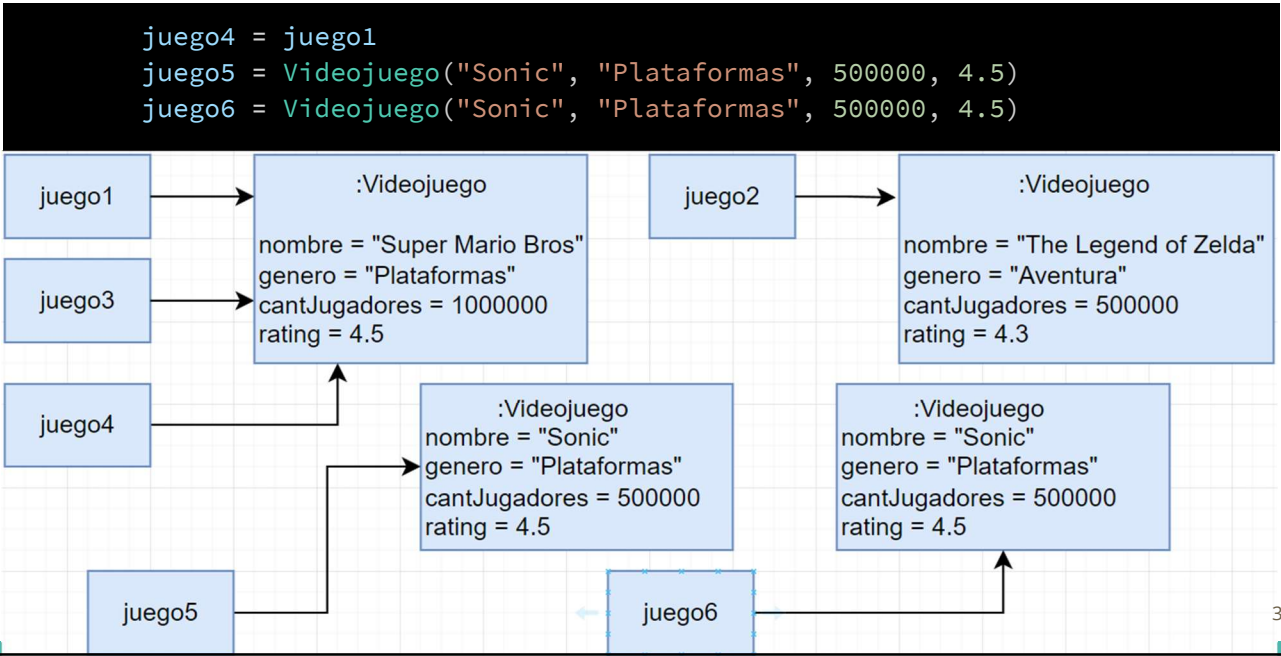 juego4 = juego1
juego5 = Videojuego("Sonic", "Plataformas", 500000, 4.5)
juego6 = Videojuego("Sonic", "Plataformas", 500000, 4.5)
juego1
:Videojuego
nombre = "Super Mario Bros"
genero = "Plataformas"
cantJugadores = 1000000
rating = 4.5
juego2
:Videojuego
nombre = "The Legend of Zelda"
genero = "Aventura"
cantJugadores = 500000
rating = 4.3
juego3
juego4
:Videojuego
nombre = "Sonic"
genero = "Plataformas"
cantJugadores = 500000
rating = 4.5
:Videojuego
nombre = "Sonic"
genero = "Plataformas"
cantJugadores = 500000
rating = 4.5
juego5
juego6